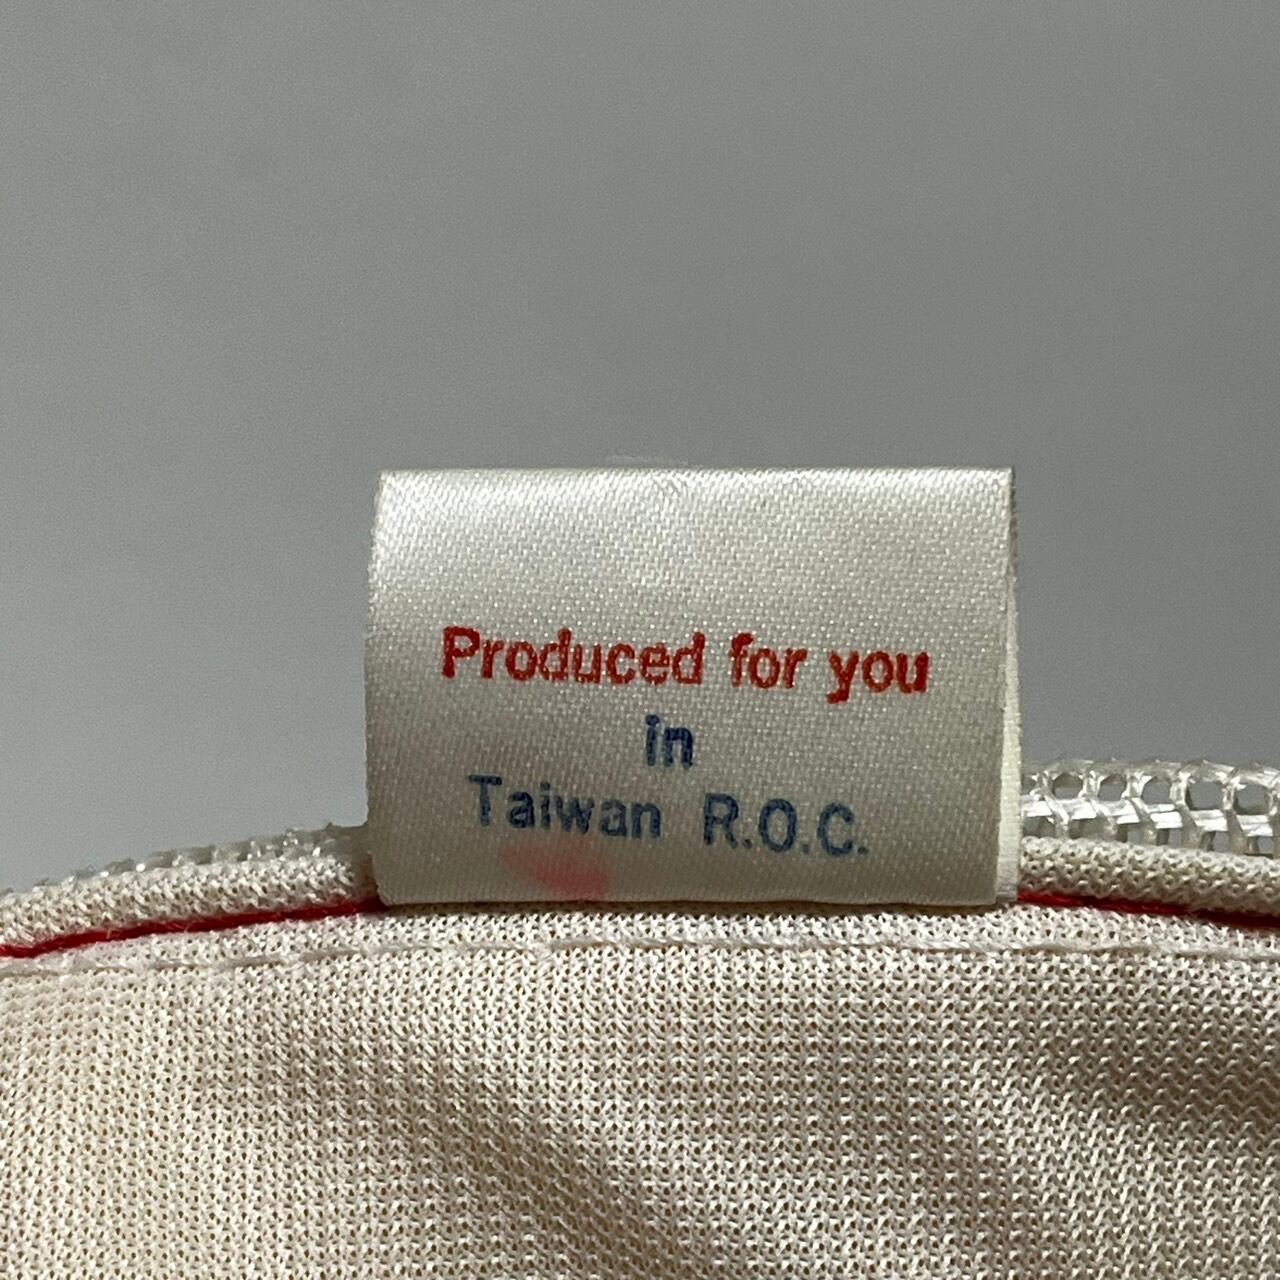 Produced for you
in
Taiwan R.O.C.